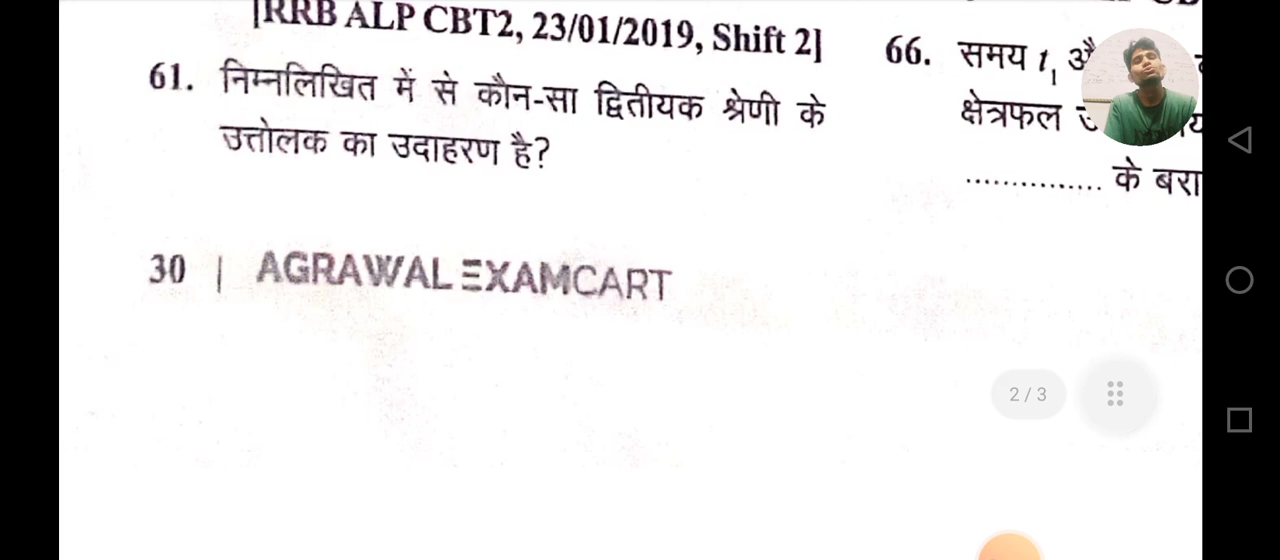 [RRB ALP CBT2, 23/01/2019, Shift 2]
61. निम्नलिखित में से कौन-सा द्वितीयक श्रेणी के
उत्तोलक का उदाहरण है?
30 | AGRAWAL EXAMCART
66. समय t₁
क्षेत्रफल
............... के
2 / 3